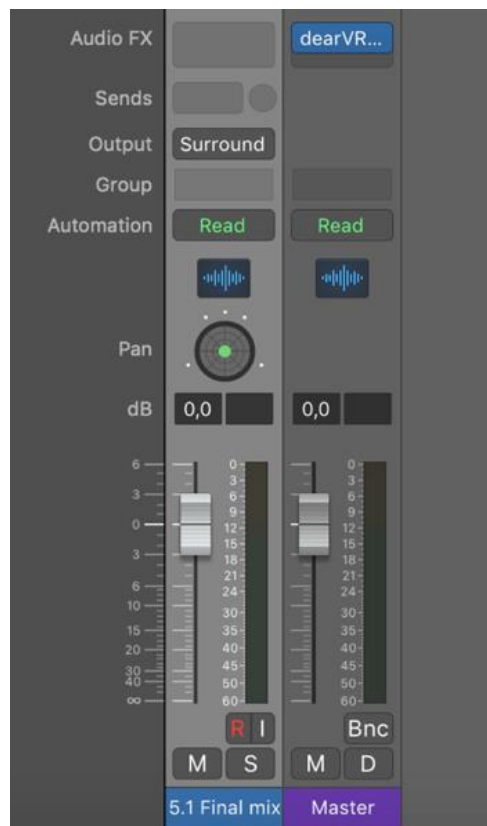 Audio FX dearVR...
Sends
Output Surround
Group
Automation Read Read
Pan
dB 0,0 0,0
6 0 0
3 3
3 6 6
9 9
0 12 12
15 15
3 18 18
21 21
6 24 24
10 30 30
15 35 35
20 40 40
30 45 45
40 50 50
∞ 60 60
R I Bnc
M S M D
5.1 Final mix Master